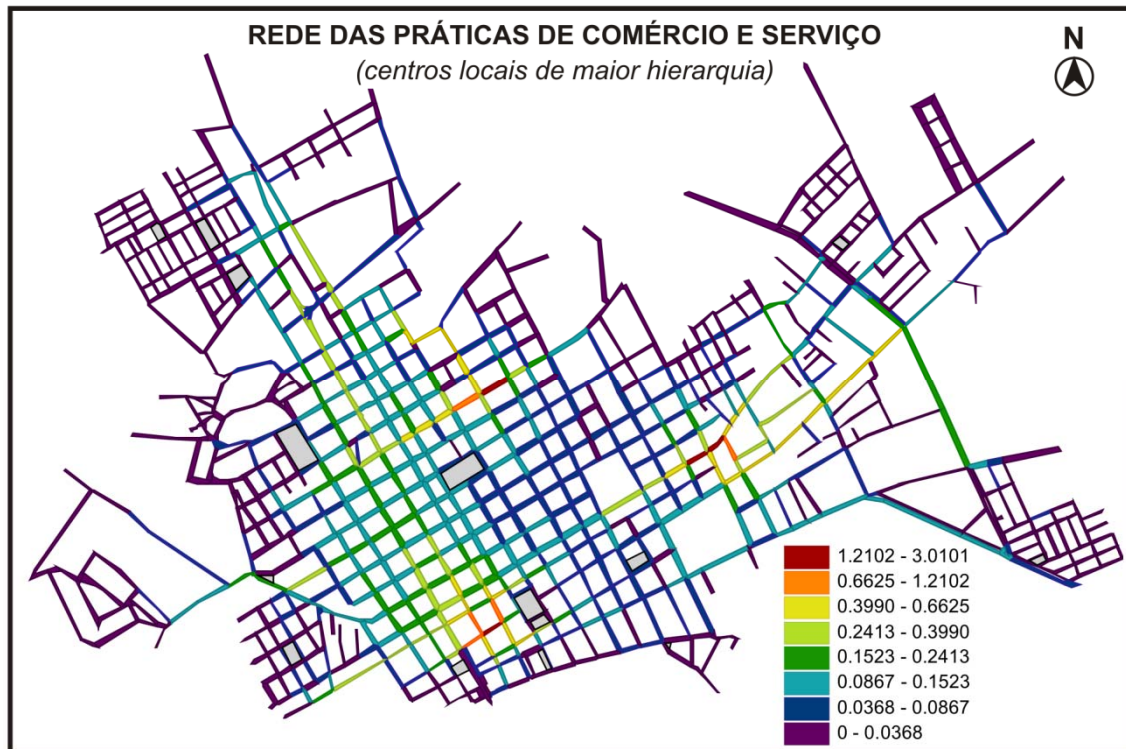 REDE DAS PRÁTICAS DE COMÉRCIO E SERVIÇO
(centros locais de maior hierarquia)
N
1.2102 - 3.0101
0.6625 - 1.2102
0.3990 - 0.6625
0.2413 - 0.3990
0.1523 - 0.2413
0.0867 - 0.1523
0.0368 - 0.0867
0 - 0.0368